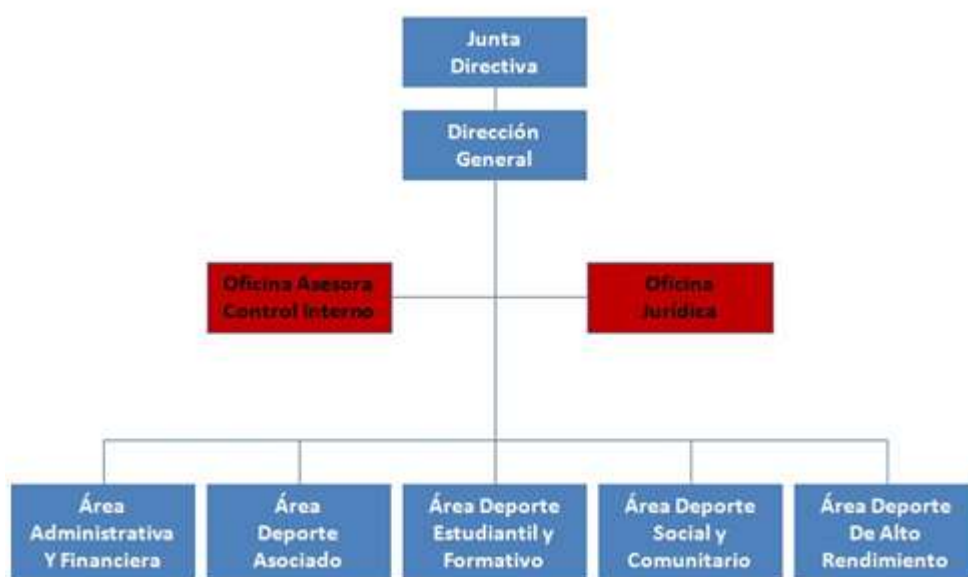 Junta
Directiva
Dirección
General
Oficina Asesora
Control Interno
Oficina
Jurídica
Área
Administrativa
Y Financiera
Área
Deporte
Asociado
Área Deporte
Estudiantil y
Formativo
Área Deporte
Social y
Comunitario
Área Deporte
De Alto
Rendimiento